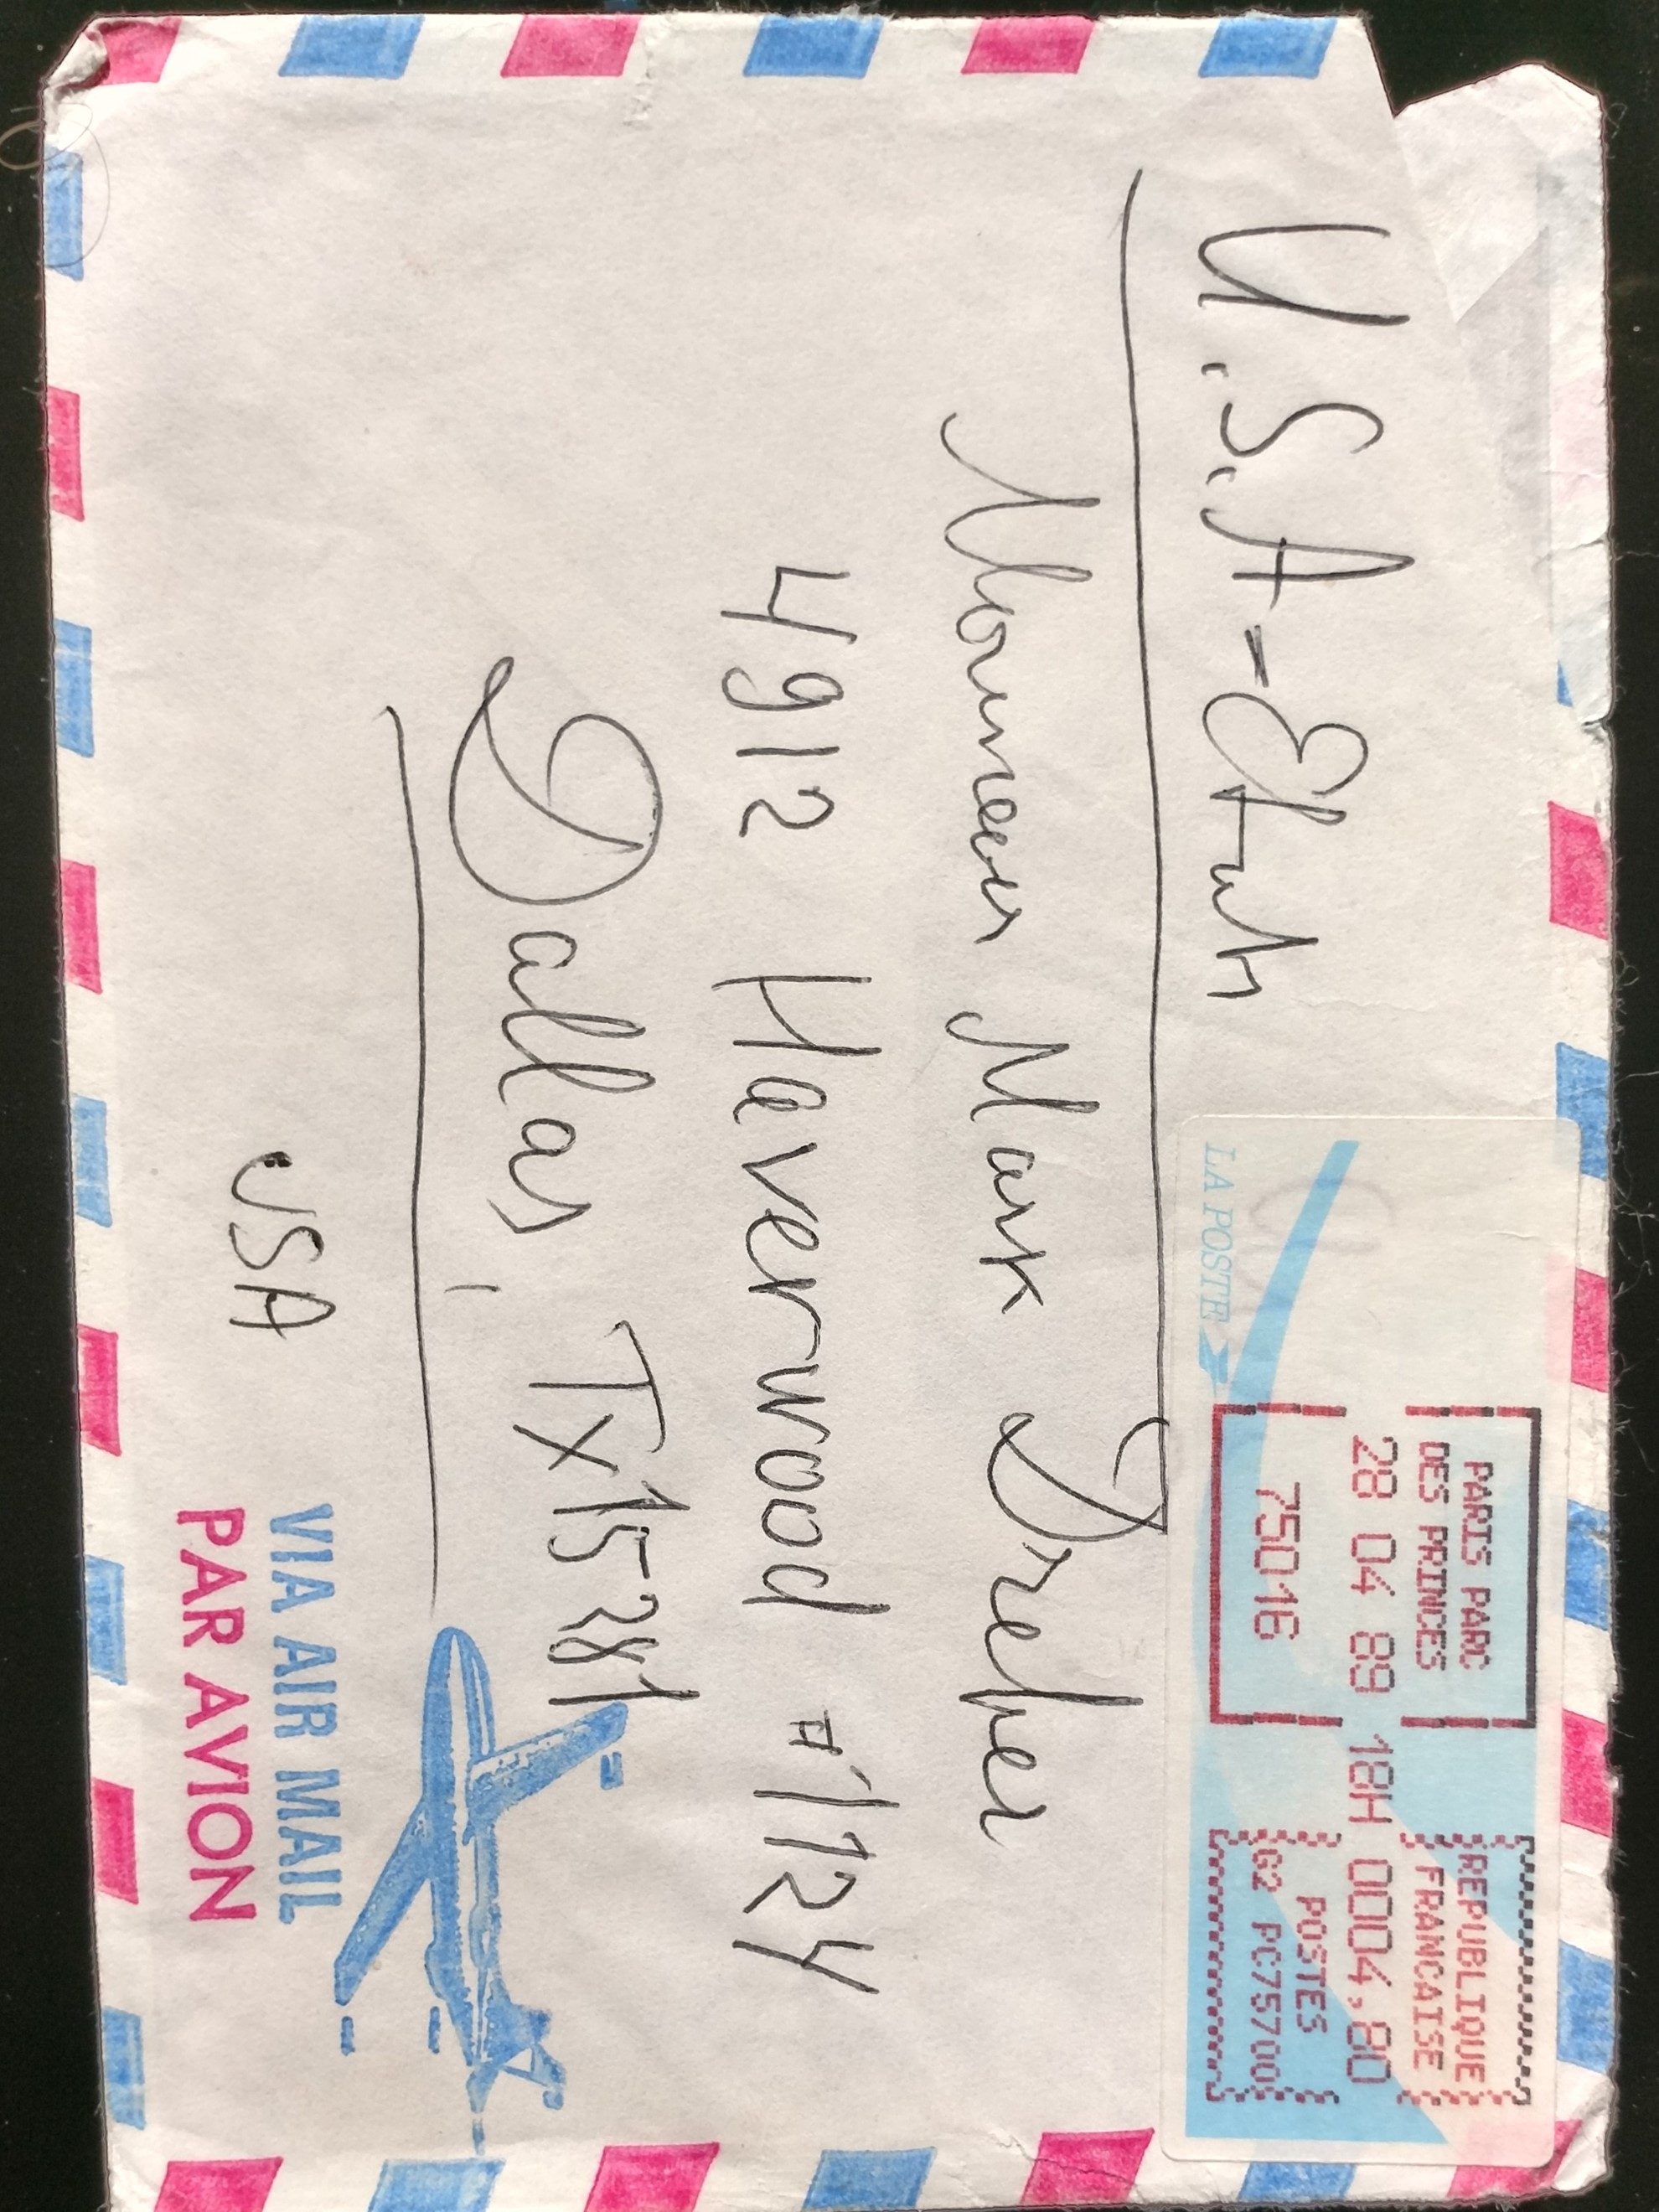 U.S.A - Etats
LA POSTE
PARIS PARC
DES PRINCES
28 04 89 18H 0004,80
75016
REPUBLIQUE
FRANCAISE
POSTES
G2 PC75700
Monsieur Mark Dreher
4912 Haverwood #1124
Dallas, TX 15281
USA
VIA AIR MAIL
PAR AVION